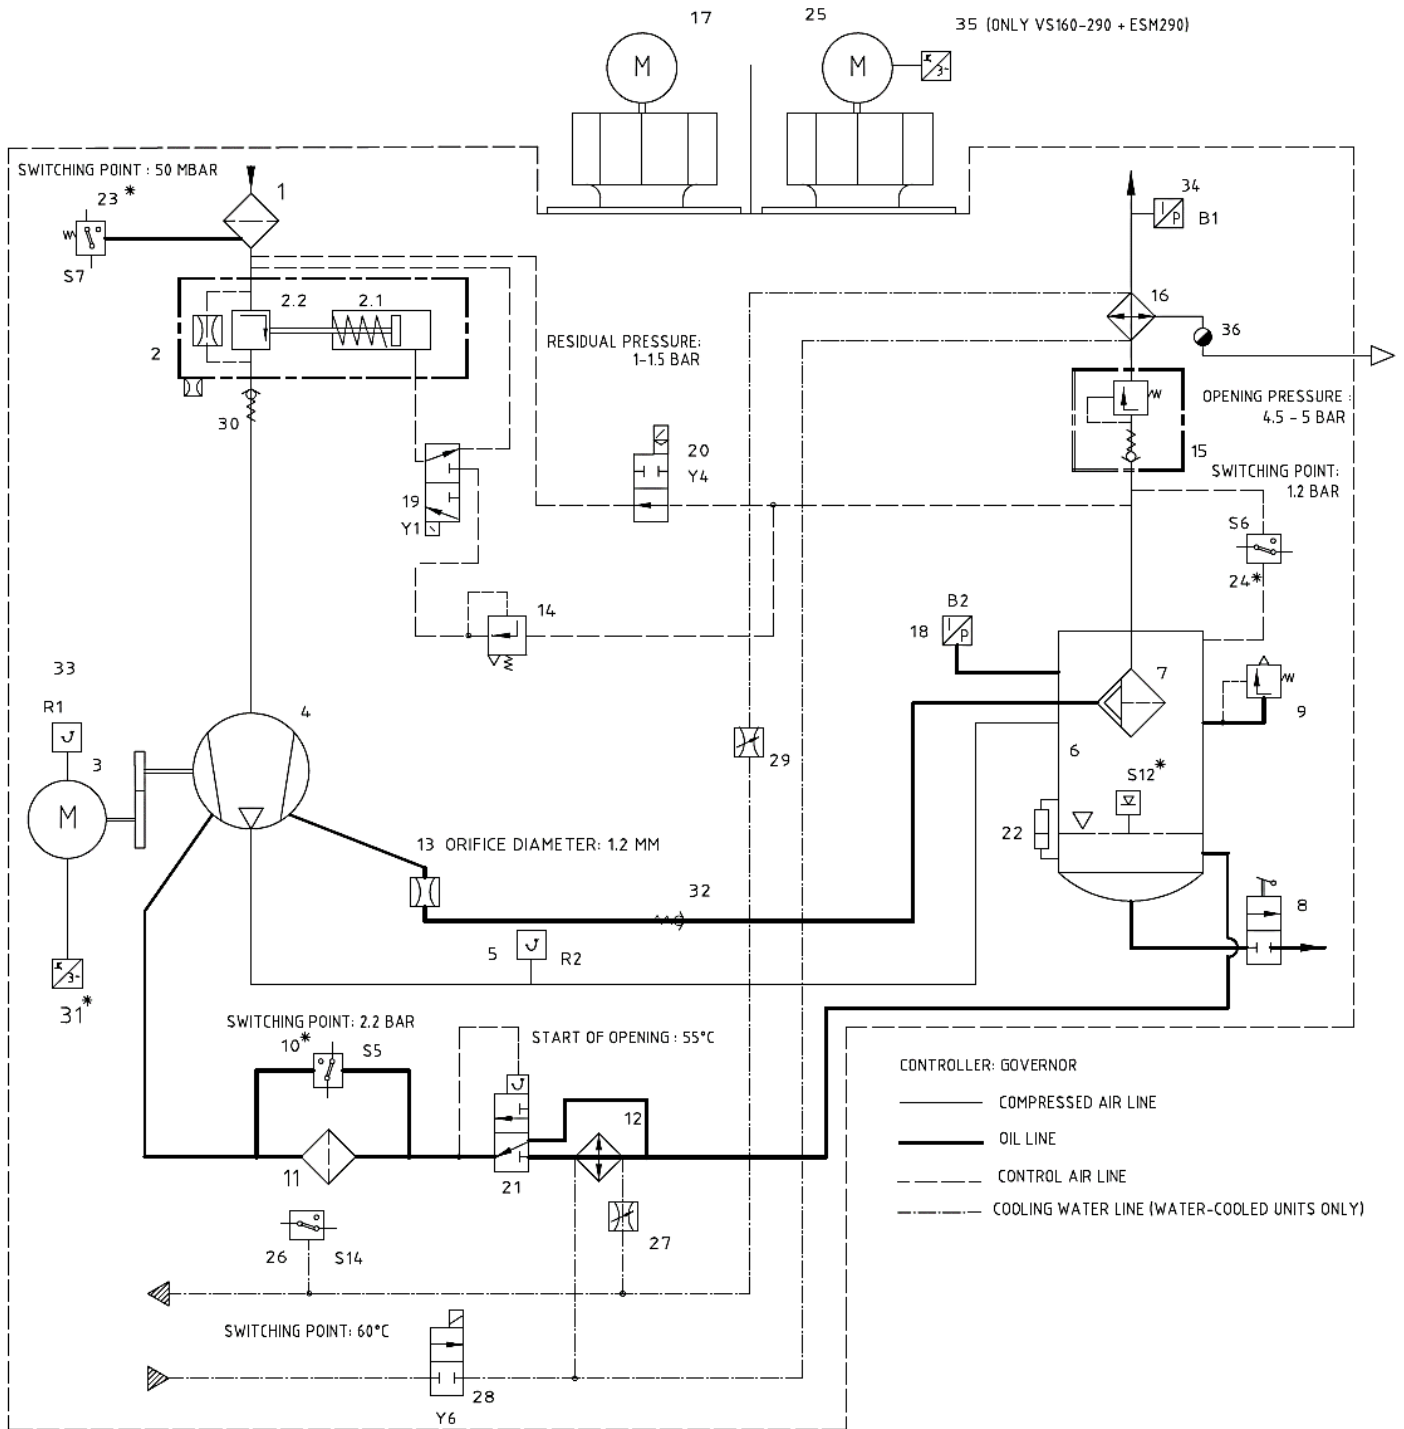 17
25
35 (ONLY VS160-290 + ESM290)
M
M
3~
SWITCHING POINT : 50 MBAR
23*
1
34
I
P
B1
S7
2.2
2.1
16
2
RESIDUAL PRESSURE:
1-1.5 BAR
36
OPENING PRESSURE :
4.5 - 5 BAR
30
15
20
Y4
SWITCHING POINT:
1.2 BAR
19
Y1
S6
24*
14
B2
18
I
P
33
R1
4
7
9
3
6
29
S12*
M
22
13 ORIFICE DIAMETER: 1.2 MM
32
8
5
R2
3~
31*
SWITCHING POINT: 2.2 BAR
10*
S5
START OF OPENING : 55°C
CONTROLLER: GOVERNOR
COMPRESSED AIR LINE
12
OIL LINE
11
21
CONTROL AIR LINE
COOLING WATER LINE (WATER-COOLED UNITS ONLY)
26
S14
27
SWITCHING POINT: 60°C
28
Y6